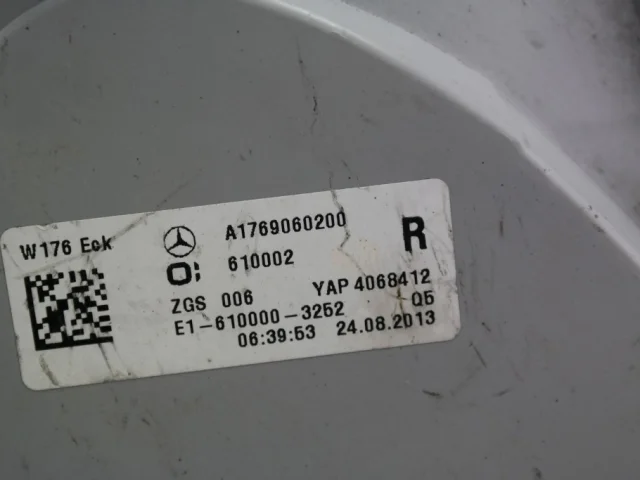 W176 Eck
A1769060200
R
610002
ZGS 006 YAP 4068412
E1-610000-3252 Q5
06:39:53 24.08.2013